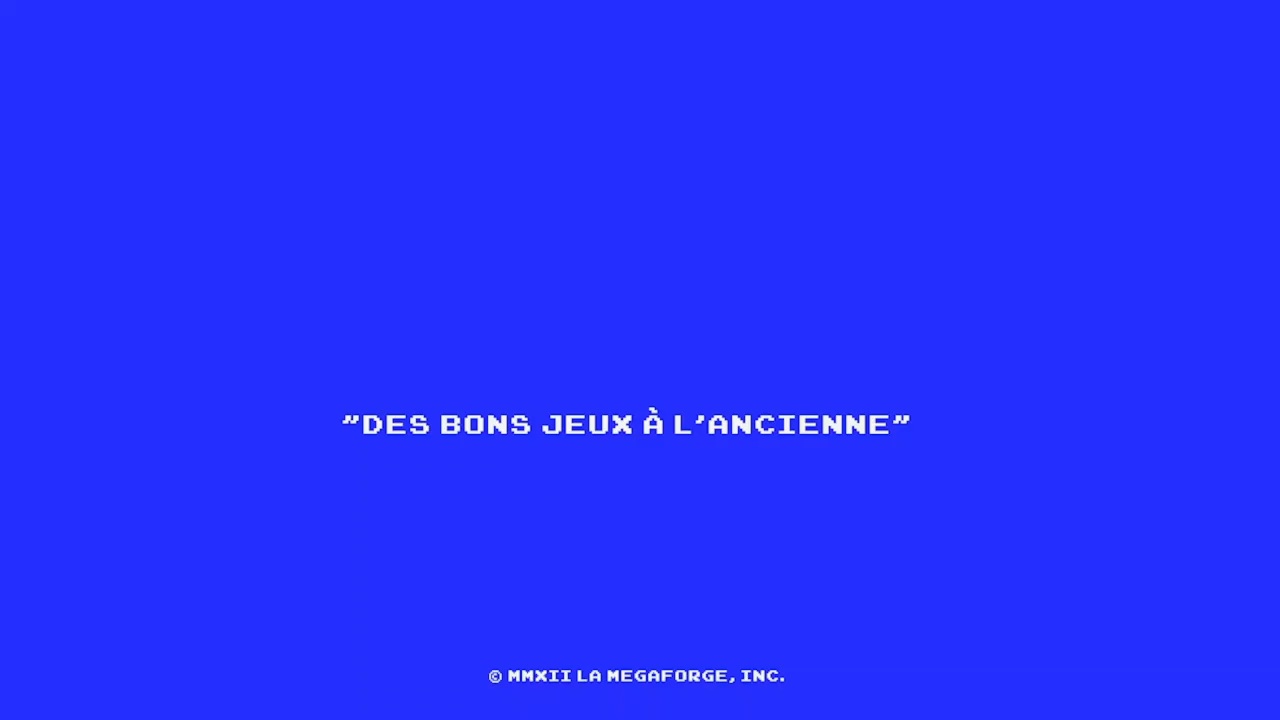 "DES BONS JEUX À L'ANCIENNE"
© MMXII LA MEGAFORGE, INC.